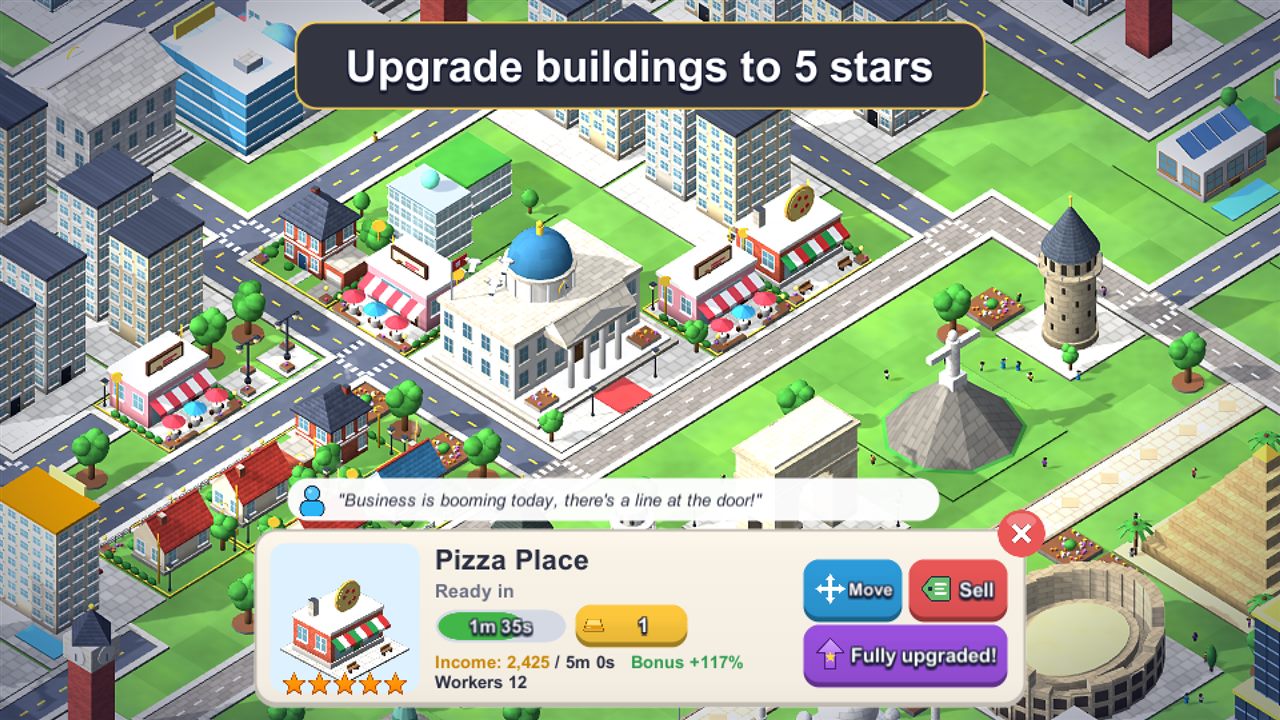 Upgrade buildings to 5 stars
"Business is booming today, there's a line at the door!"
Pizza Place
Ready in
1m 35s
1
Income: 2,425 / 5m 0s Bonus +117%
Workers 12
Move
Sell
Fully upgraded!